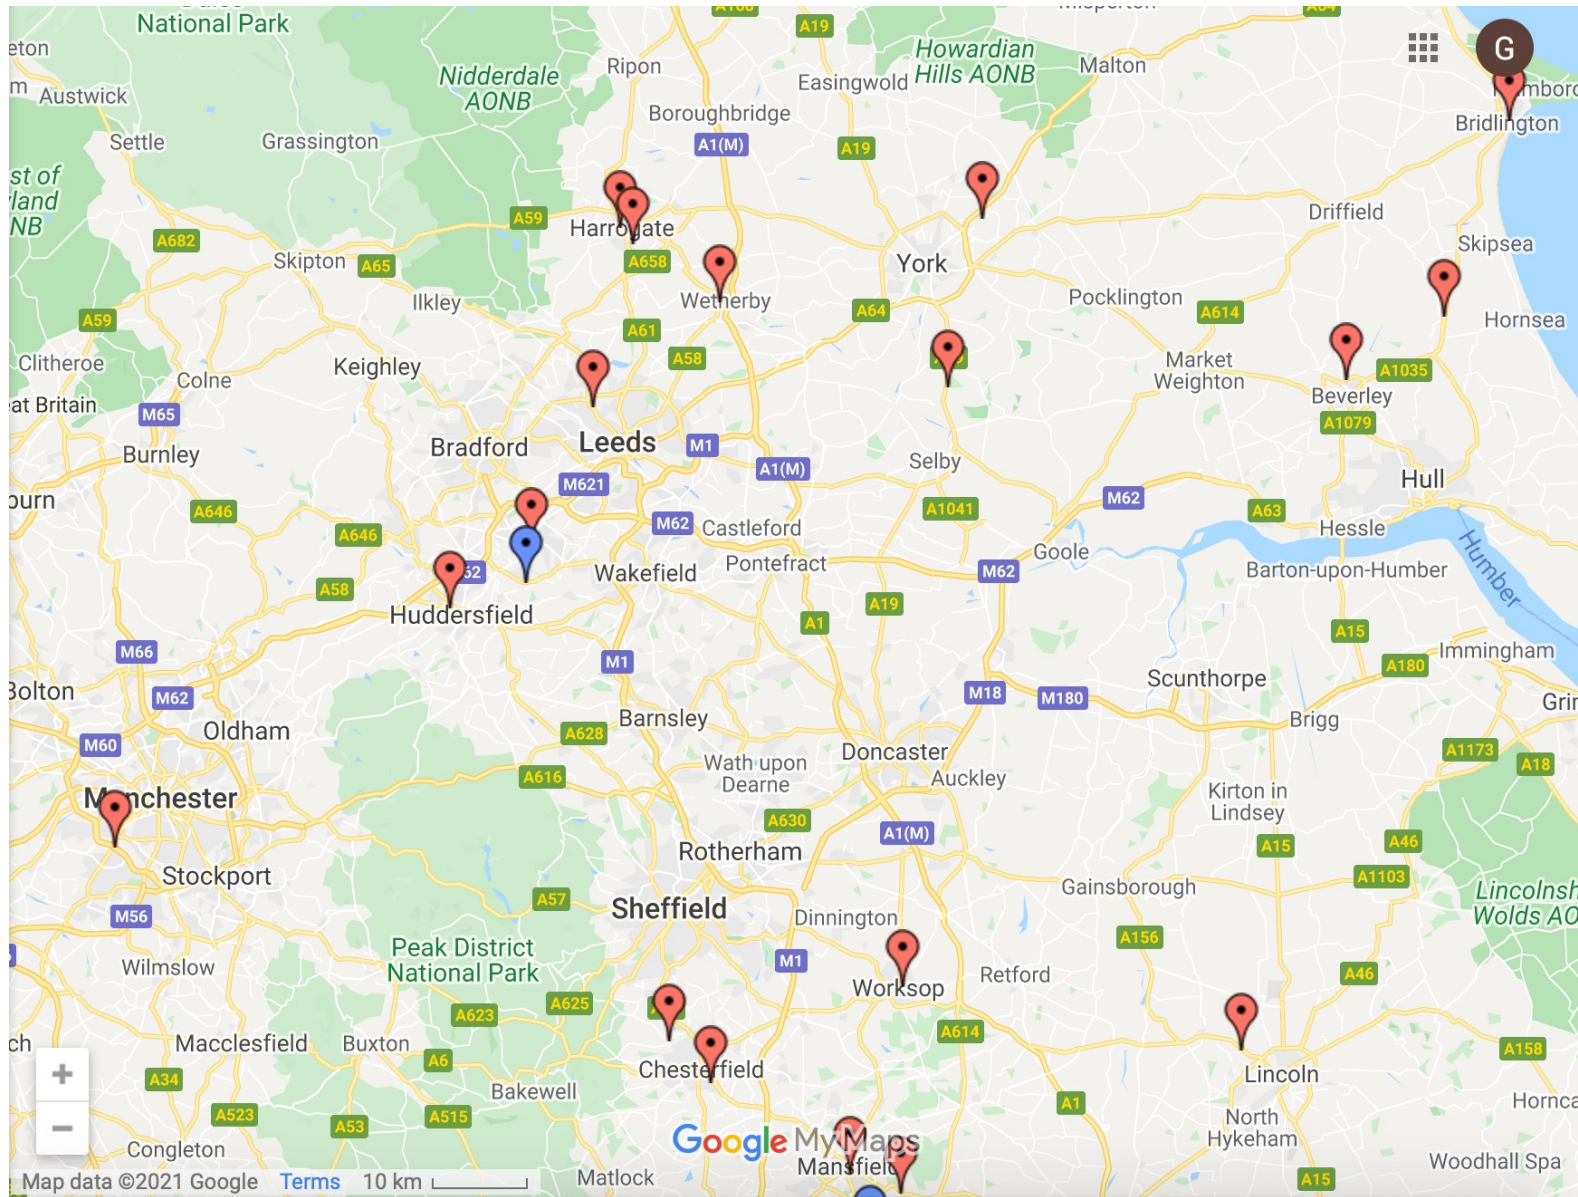 National Park
Nidderdale
AONB
Ripon
A19
Howardian
Hills AONB
Easingwold
Malton
G
Austwick
Boroughbridge
Bridlington
Settle
Grassington
A1(M)
A19
A59
Harrogate
Driffield
A682
Skipton
A65
A658
York
Skipsea
Ilkley
Wetherby
A64
Pocklington
A614
Hornsea
A59
A61
A58
Clitheroe
Keighley
Colne
Market
Weighton
A1035
Beverley
eat Britain
M65
A1079
Burnley
Bradford
Leeds
M1
A1(M)
Selby
Hull
M621
burn
A646
A646
M62
Castleford
A1041
M62
A63
Hessle
Humber
Goole
Wakefield
Pontefract
M62
Barton-upon-Humber
A58
62
Huddersfield
A19
A1
A15
Immingham
M66
M1
A180
Bolton
M62
M18
M180
Scunthorpe
Brigg
Oldham
Barnsley
A628
M60
Doncaster
A1173
A18
A616
Wath upon
Dearne
Auckley
Manchester
Kirton in
Lindsey
A630
A1(M)
A15
A46
Rotherham
Stockport
A1103
Gainsborough
A57
M56
Sheffield
Dinnington
Lincolnsh
Wolds AO
A156
Peak District
National Park
M1
Wilmslow
Worksop
Retford
A46
A623
A625
A614
Macclesfield
Buxton
A6
Chesterfield
A158
Lincoln
+
A34
Bakewell
A1
Hornca
A523
A53
A515
North
Hykeham
−
Google My Maps
Congleton
Mansfield
Matlock
Woodhall Spa
A15
Map data ©2021 Google Terms 10 km